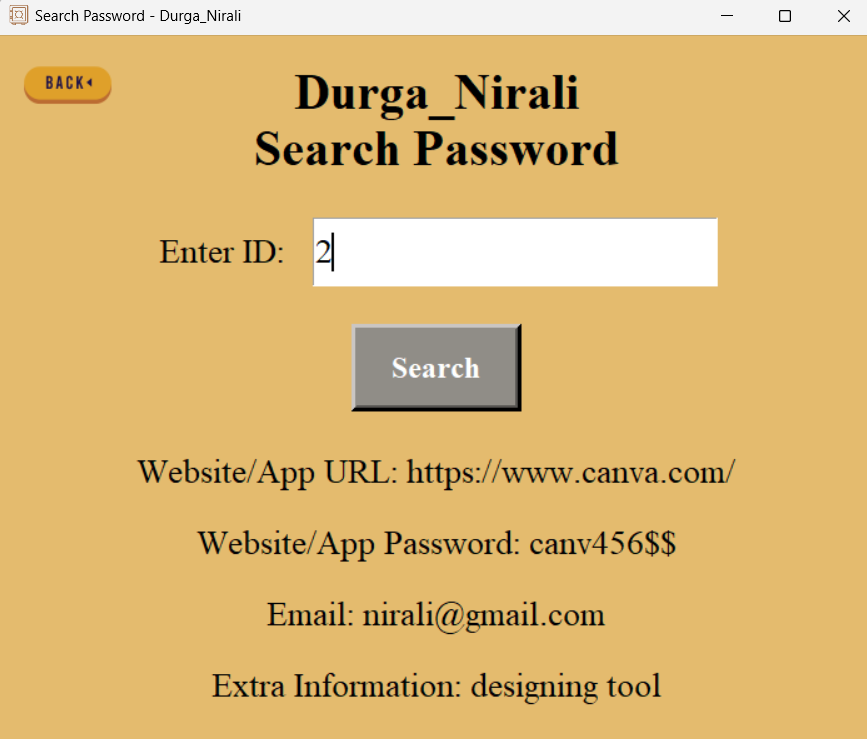 Search Password - Durga_Nirali
BACK
Durga_Nirali
Search Password
Enter ID: 2
Search
Website/App URL: https://www.canva.com/
Website/App Password: canv456$$
Email: nirali@gmail.com
Extra Information: designing tool